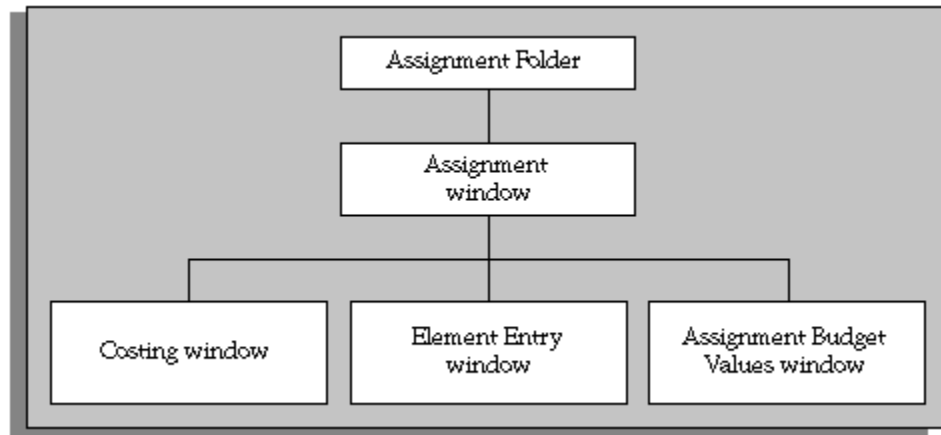 Assignment Folder
Assignment
window
Costing window
Element Entry
window
Assignment Budget
Values window